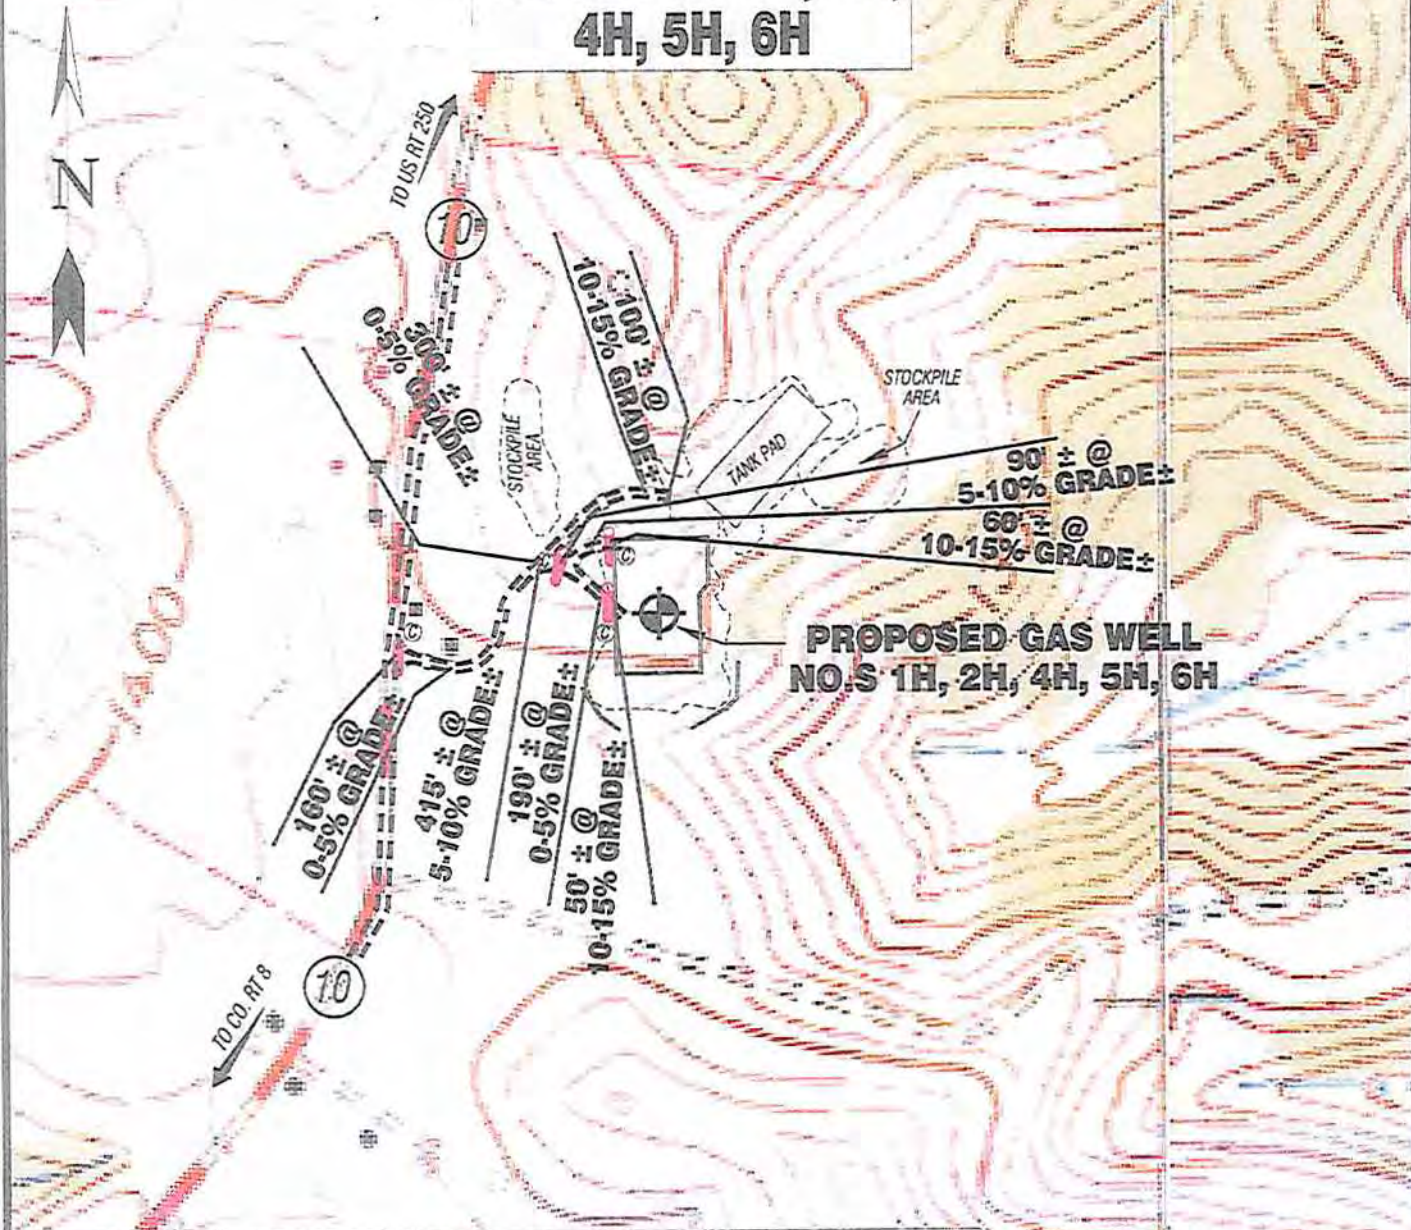 4H, 5H, 6H
N
TO US RT 250
10
1400
300' ± @
0-5% GRADE±
100' ± @
10-15% GRADE±
STOCKPILE
AREA
STOCKPILE
AREA
TANK PAD
90' ± @
5-10% GRADE±
60' ± @
10-15% GRADE±
C
C
C
C
PROPOSED GAS WELL
NO.S 1H, 2H, 4H, 5H, 6H
1400
160' ± @
0-5% GRADE±
415' ± @
5-10% GRADE±
190' ± @
0-5% GRADE±
50' ± @
10-15% GRADE±
10
TO CO. RT 8